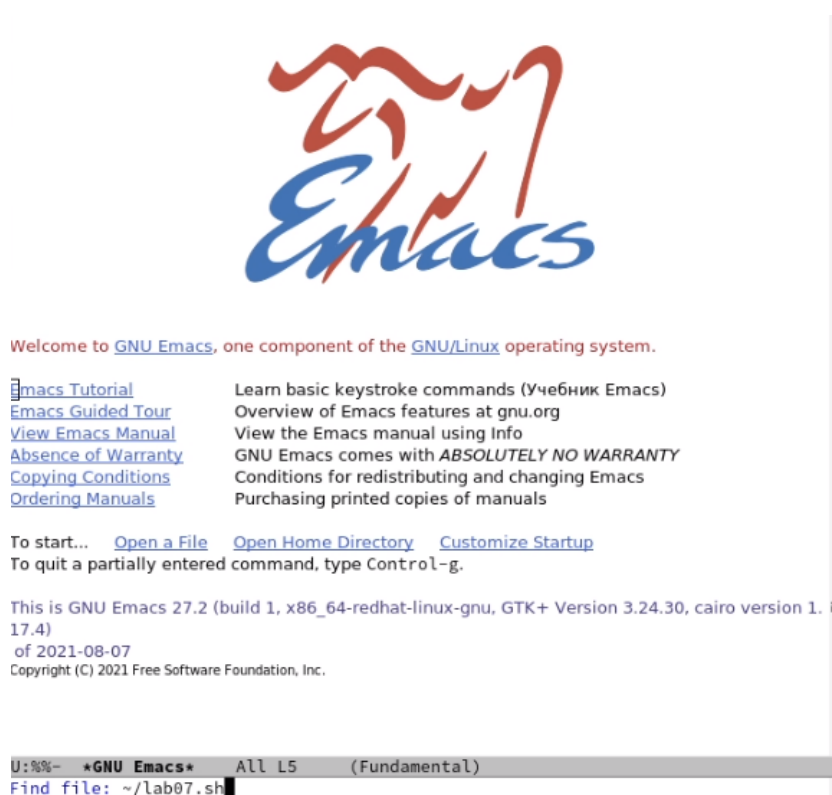 Emacs
Welcome to GNU Emacs, one component of the GNU/Linux operating system.
Emacs Tutorial Learn basic keystroke commands (Учебник Emacs)
Emacs Guided Tour Overview of Emacs features at gnu.org
View Emacs Manual View the Emacs manual using Info
Absence of Warranty GNU Emacs comes with ABSOLUTELY NO WARRANTY
Copying Conditions Conditions for redistributing and changing Emacs
Ordering Manuals Purchasing printed copies of manuals
To start... Open a File Open Home Directory Customize Startup
To quit a partially entered command, type Control-g.
This is GNU Emacs 27.2 (build 1, x86_64-redhat-linux-gnu, GTK+ Version 3.24.30, cairo version 1.
17.4)
of 2021-08-07
Copyright (C) 2021 Free Software Foundation, Inc.
U:%%- *GNU Emacs* All L5 (Fundamental)
Find file: ~/lab07.sh